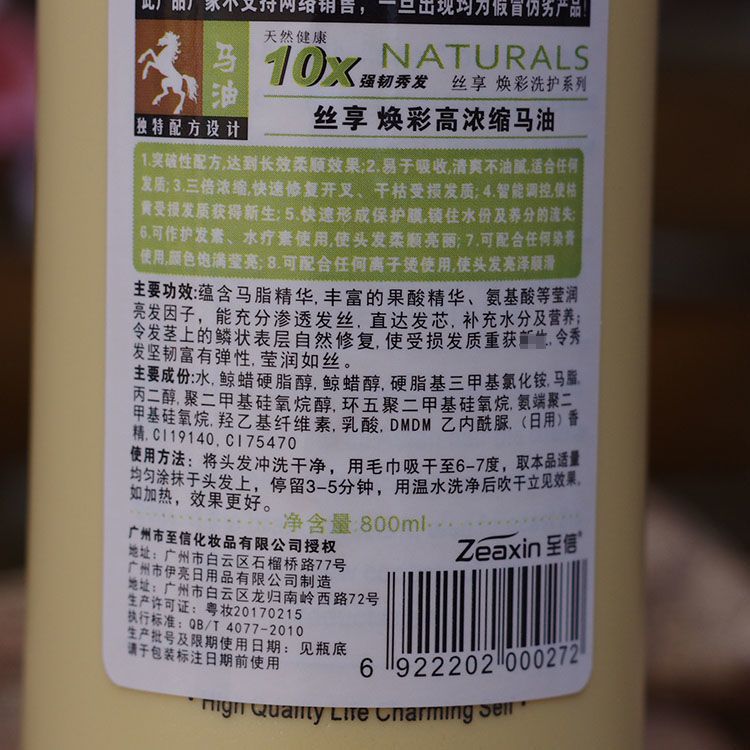 此产品厂家不支持网络销售，一旦出现均为假冒伪劣产品！
马油
独特配方设计
天然健康
10x 强韧秀发
NATURALS
丝享 焕彩洗护系列
丝享 焕彩高浓缩马油
1.突破性配方,达到长效柔顺效果;2.易于吸收,清爽不油腻,适合任何
发质;3.三倍浓缩,快速修复开叉、干枯受损发质;4.智能调控,使枯
黄受损发质获得新生;5.快速形成保护膜,锁住水份及养分的流失;
6.可作护发素、水疗素使用,使头发柔顺亮丽;7.可配合任何染膏
使用,颜色饱满莹亮;8.可配合任何离子烫使用,使头发亮泽顺滑
主要功效:蕴含马脂精华,丰富的果酸精华、氨基酸等莹润
亮发因子，能充分渗透发丝,直达发芯,补充水分及营养;
令发茎上的鳞状表层自然修复,使受损发质重获 ,令秀
发坚韧富有弹性,莹润如丝。
主要成份:水,鲸蜡硬脂醇,鲸蜡醇,硬脂基三甲基氯化铵,马脂,
丙二醇,聚二甲基硅氧烷醇,环五聚二甲基硅氧烷,氨端聚二
甲基硅氧烷,羟乙基纤维素,乳酸,DMDM 乙内酰脲,（日用）香
精,CI19140,CI75470
使用方法：将头发冲洗干净，用毛巾吸干至6-7度，取本品适量
均匀涂抹于头发上，停留3-5分钟，用温水洗净后吹干立见效果,
如加热，效果更好。
净含量:800ml
广州市至信化妆品有限公司授权
地址：广州市白云区石榴桥路77号
广州市伊亮日用品有限公司制造
地址：广州市白云区龙归南岭西路72号
生产许可证：粤妆20170215
执行标准：QB/T 4077-2010
生产批号及限期使用日期：见瓶底
请于包装标注日期前使用
Zeaxin 至信®
6 922202 000272
High Quality Life Charming Self